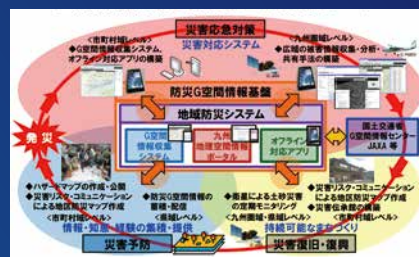 災害応急対策
災害対応システム
<市町村域レベル>
◆G空間情報収集システム、
オフライン対応アプリの構築
<九州圏域レベル>
◆広域の被害情報収集・分析・
共有手法の構築
防災G空間情報基盤
地域防災システム
G空間
情報収集
システム
九州
地理空間情報
ポータル
オフライン
対応アプリ
国土交通省
G空間情報センター
JAXA 等
発災
◆ハザードマップの作成・公開
◆災害リスク・コミュニケーション
による地区防災マップ作成
<市町村域レベル>
◆防災G空間情報の
蓄積・配信
<県域レベル>
◆衛星による土砂災害
の定期モニタリング
<九州圏域・県域レベル>
◆災害リスク・コミュニケーション
による地区防災マップ作成
◆災害伝承館の構築
<市町村域レベル>
情報・知恵・経験の集積・提供
持続可能なまちづくり
災害予防
災害復旧・復興